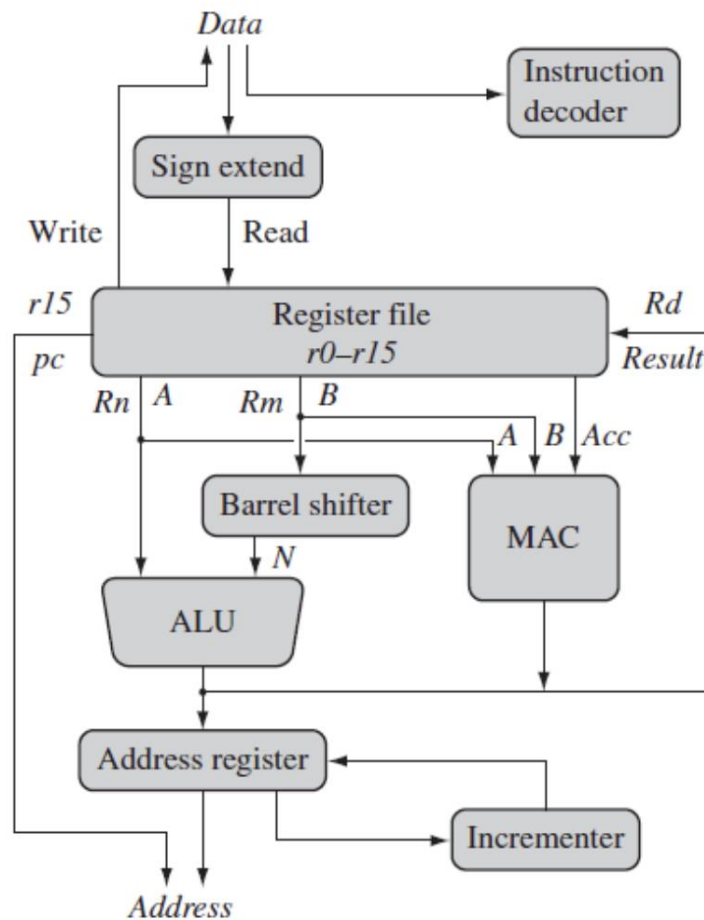 Data
Instruction
decoder
Sign extend
Write
Read
r15
Register file
Rd
pc
r0–r15
Result
Rn A Rm B
A B Acc
Barrel shifter
MAC
N
ALU
Address register
Incrementer
Address